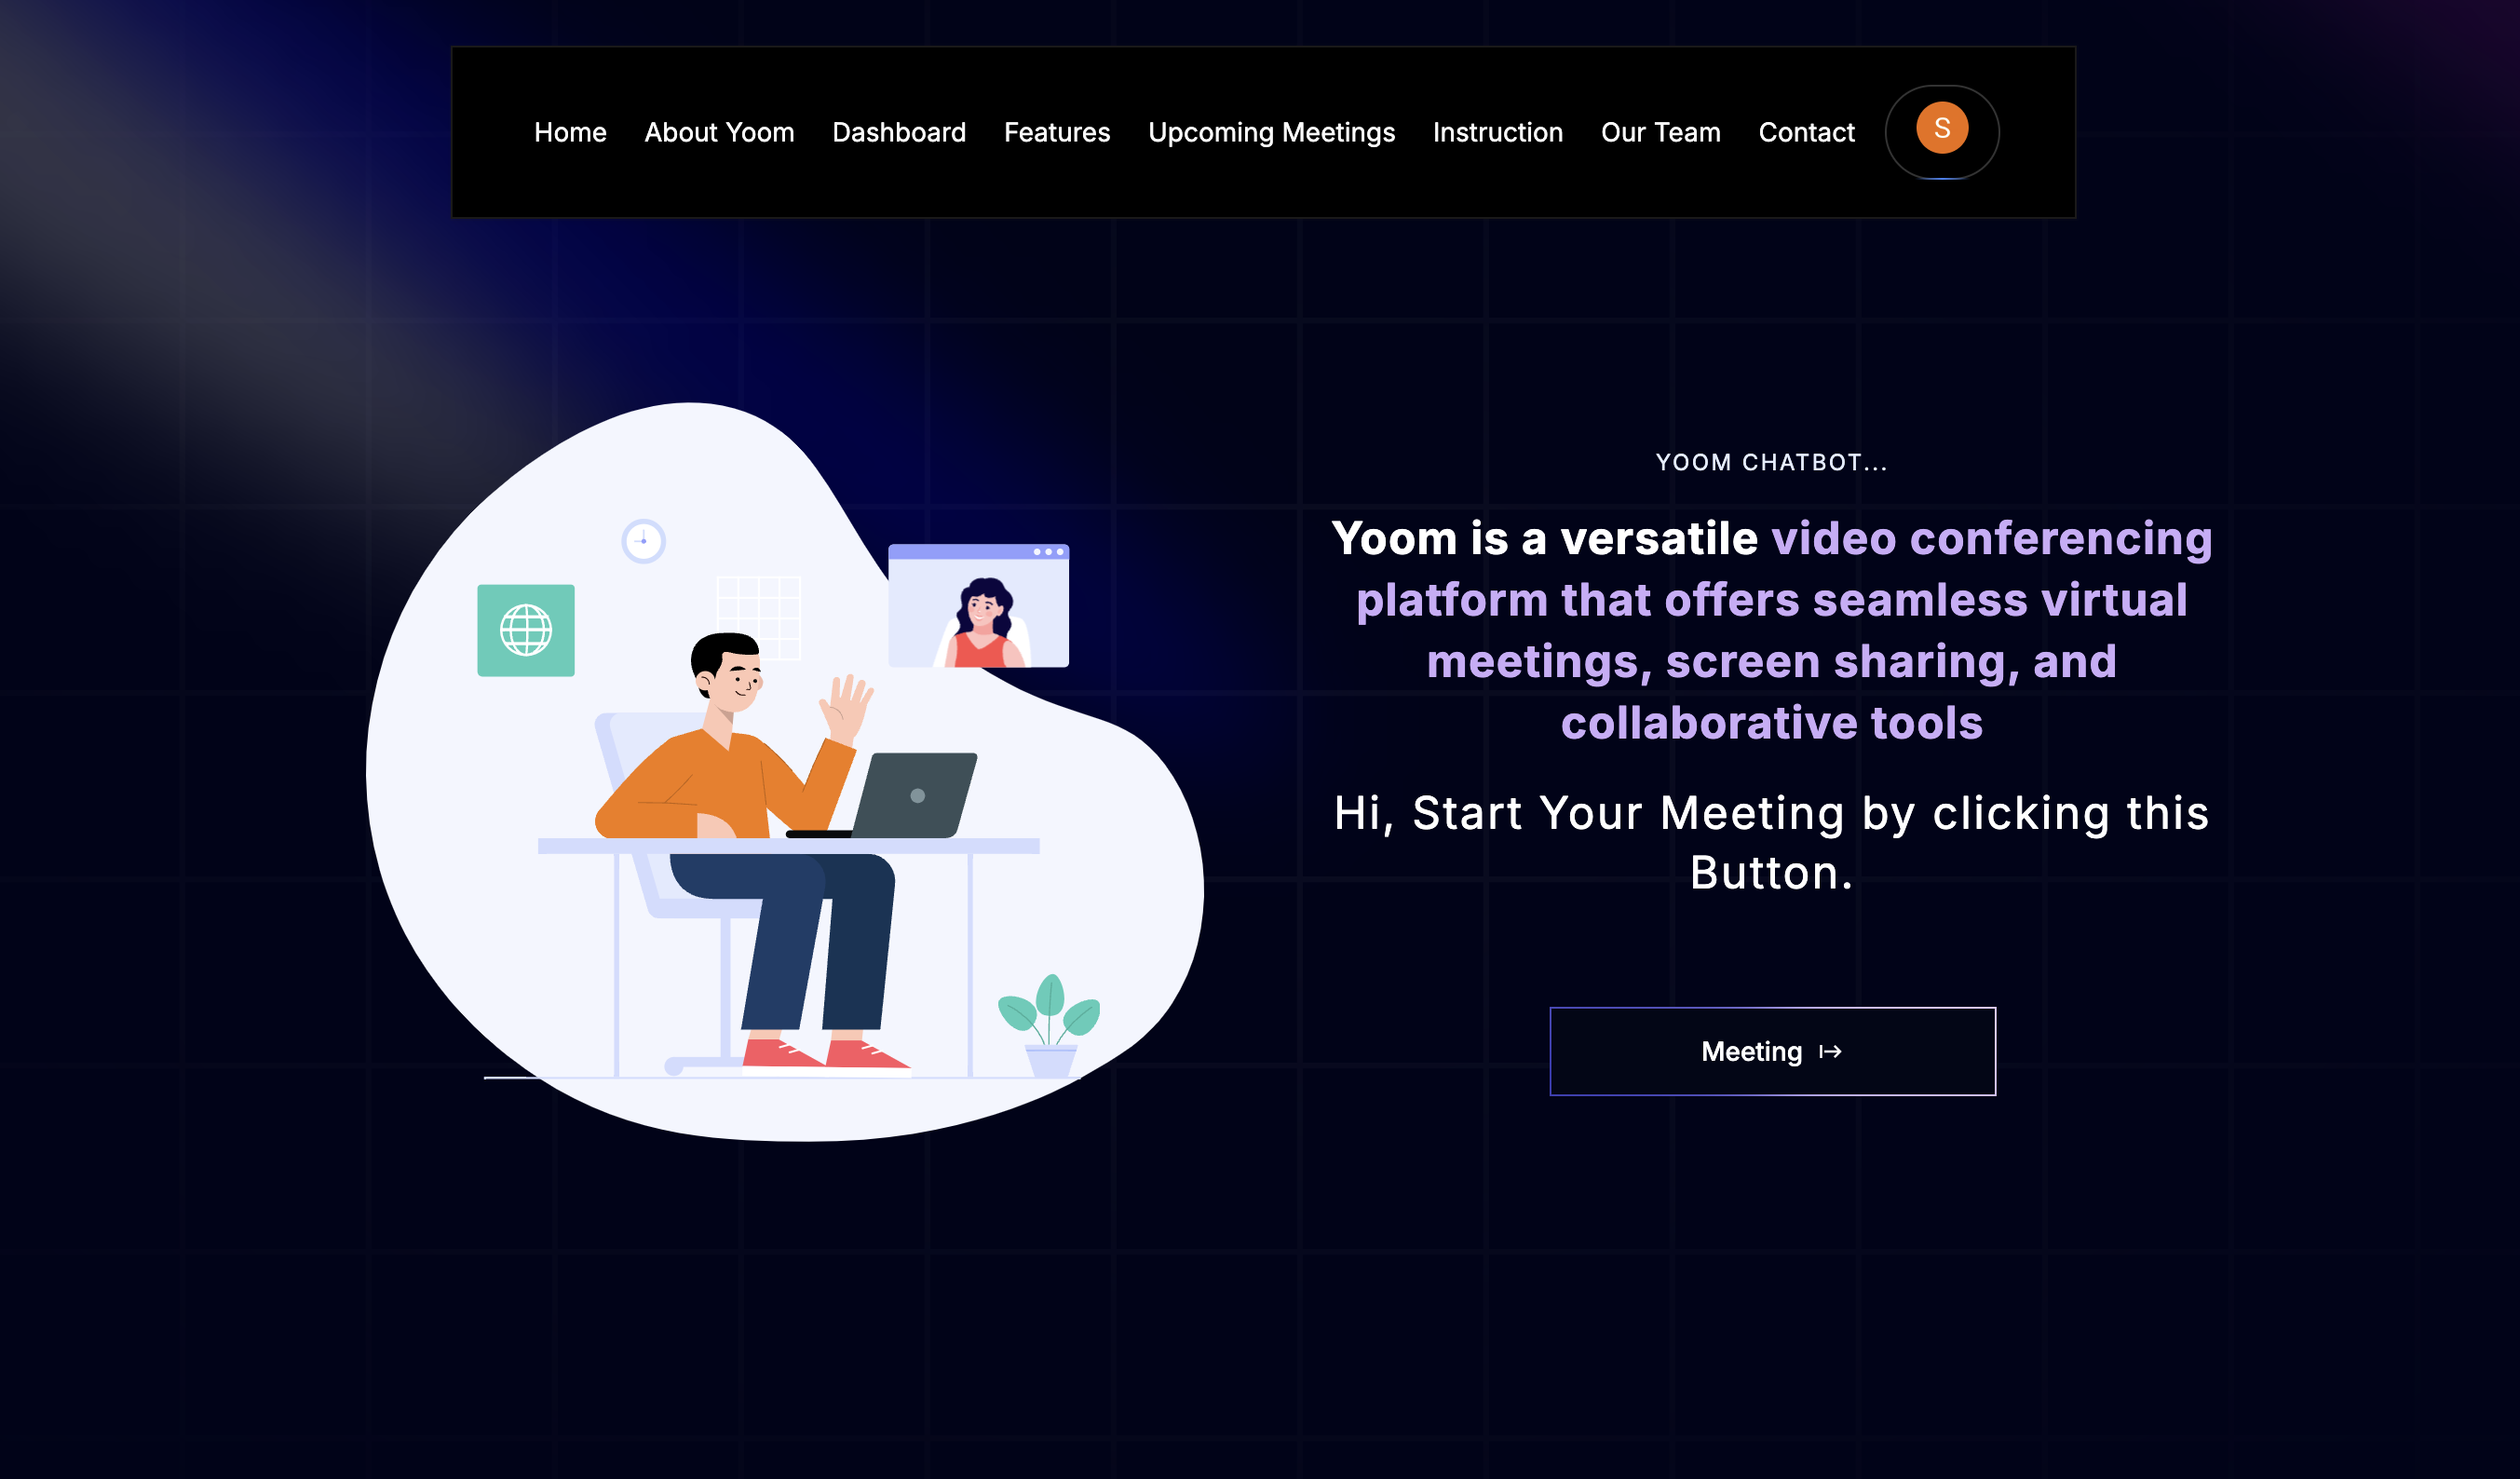 Home About Yoom Dashboard Features Upcoming Meetings Instruction Our Team Contact S
YOOM CHATBOT...
Yoom is a versatile video conferencing
platform that offers seamless virtual
meetings, screen sharing, and
collaborative tools
Hi, Start Your Meeting by clicking this
Button.
Meeting